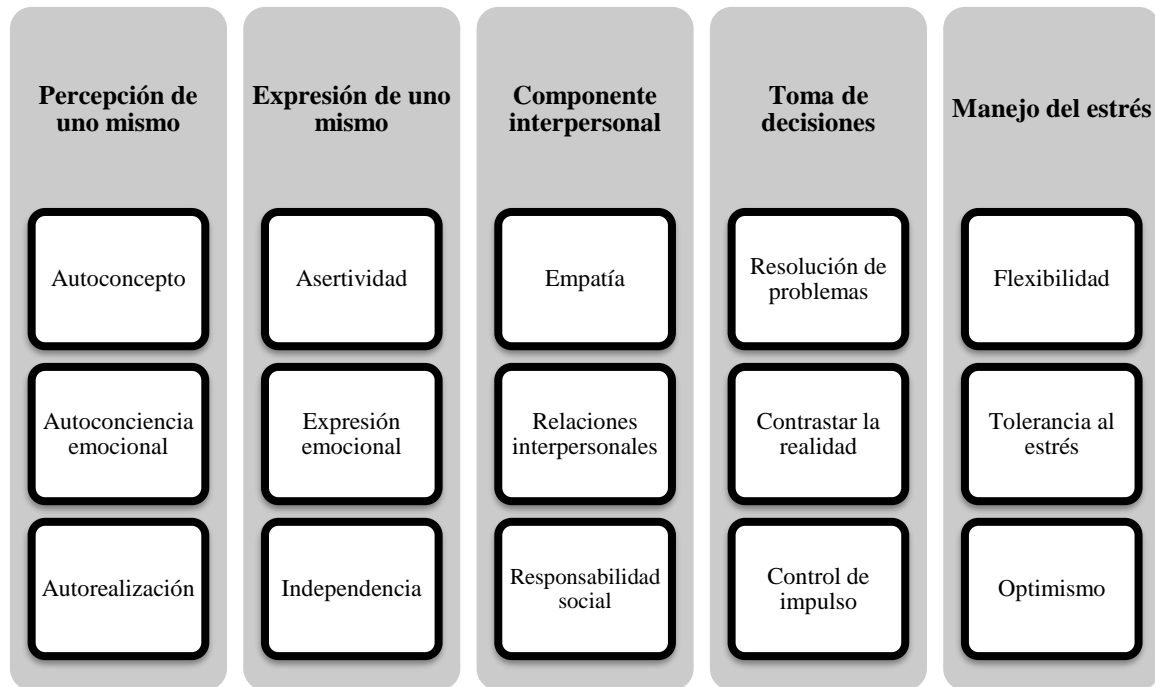 Percepción de
uno mismo
Autoconcepto
Autoconciencia
emocional
Autorealización
Expresión de uno
mismo
Asertividad
Expresión
emocional
Independencia
Componente
interpersonal
Empatía
Relaciones
interpersonales
Responsabilidad
social
Toma de
decisiones
Resolución de
problemas
Contrastar la
realidad
Control de
impulso
Manejo del estrés
Flexibilidad
Tolerancia al
estrés
Optimismo